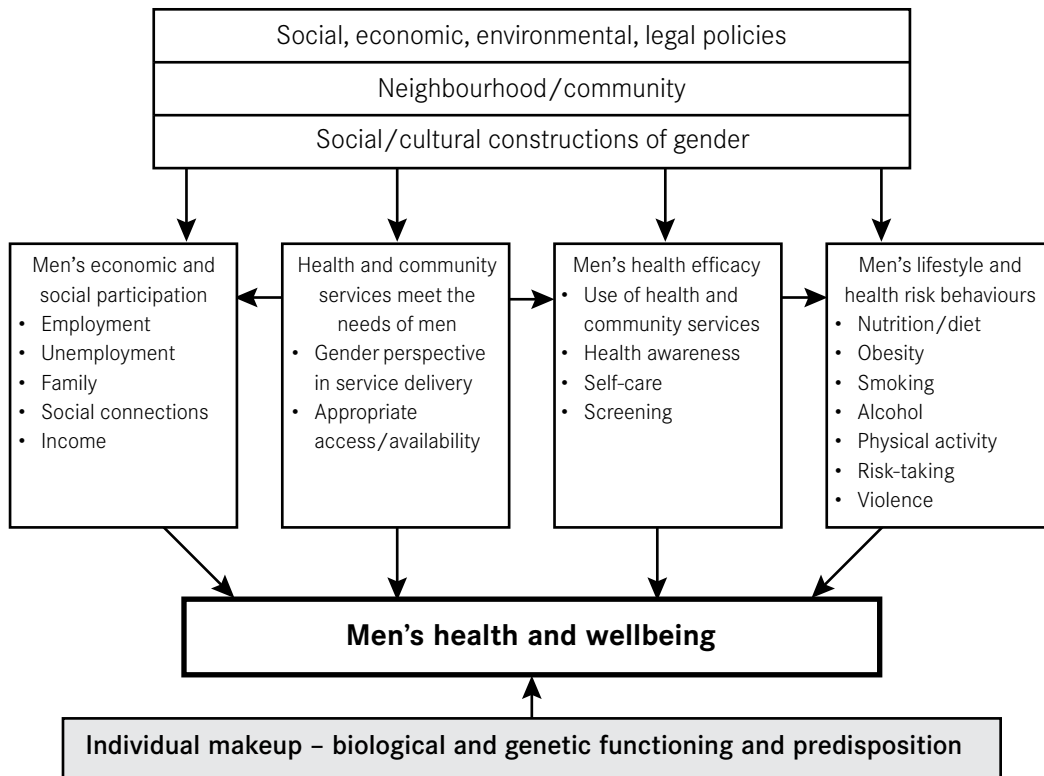 Social, economic, environmental, legal policies
Neighbourhood/community
Social/cultural constructions of gender
Men’s economic and
social participation
• Employment
• Unemployment
• Family
• Social connections
• Income
Health and community
services meet the
needs of men
• Gender perspective
in service delivery
• Appropriate
access/availability
Men’s health efficacy
• Use of health and
community services
• Health awareness
• Self-care
• Screening
Men’s lifestyle and
health risk behaviours
• Nutrition/diet
• Obesity
• Smoking
• Alcohol
• Physical activity
• Risk-taking
• Violence
Men’s health and wellbeing
Individual makeup – biological and genetic functioning and predisposition